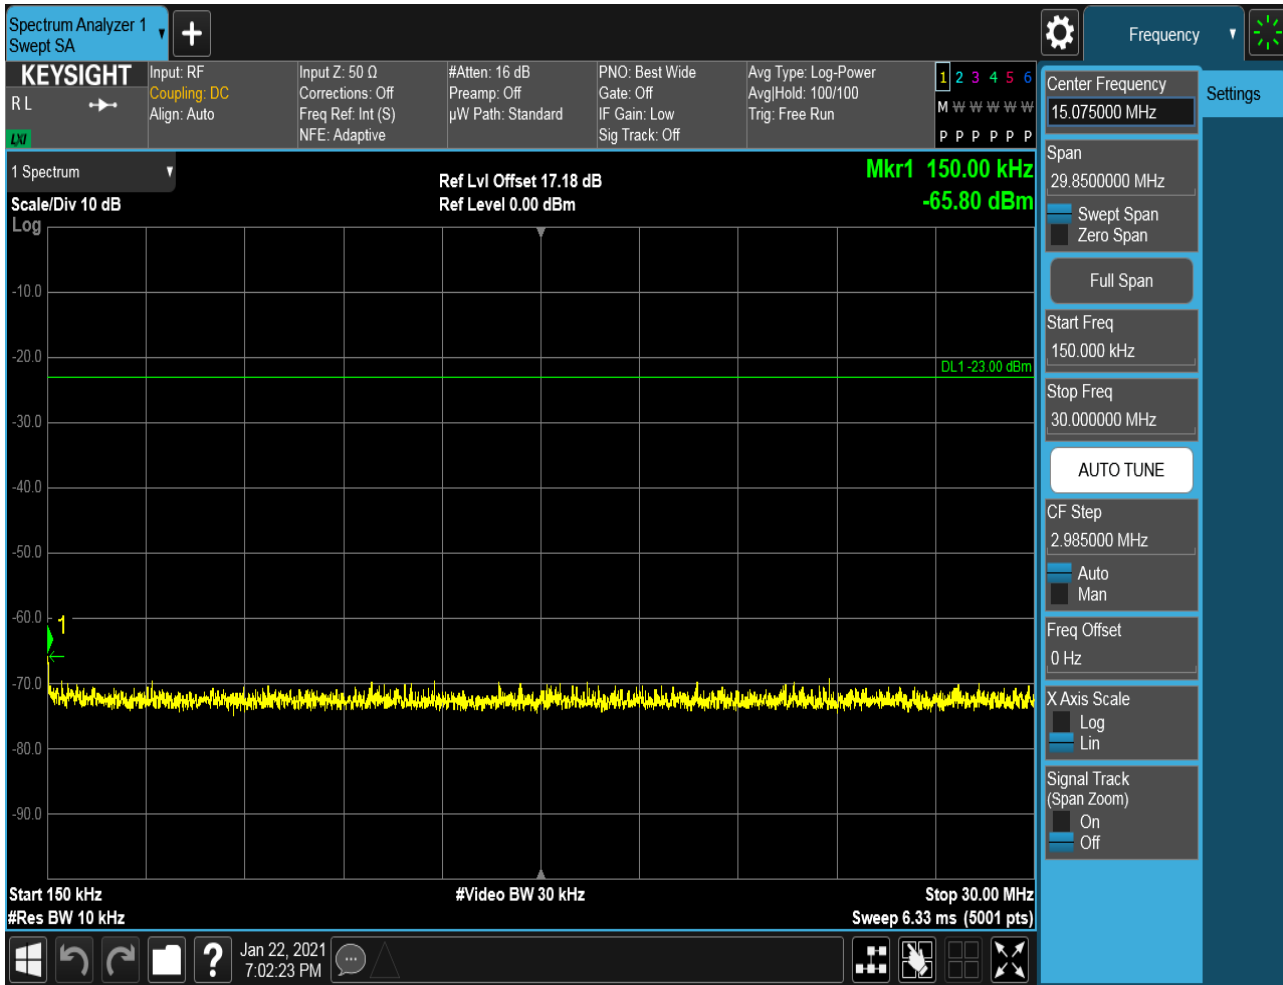 Spectrum Analyzer 1
Swept SA
+
Frequency
KEYSIGHT
R L
LXI
Input: RF
Coupling: DC
Align: Auto
Input Z: 50 Ω
Corrections: Off
Freq Ref: Int (S)
NFE: Adaptive
#Atten: 16 dB
Preamp: Off
µW Path: Standard
PNO: Best Wide
Gate: Off
IF Gain: Low
Sig Track: Off
Avg Type: Log-Power
Avg|Hold: 100/100
Trig: Free Run
1 2 3 4 5 6
M W W W W W
P P P P P P
1 Spectrum
Scale/Div 10 dB
Log
Ref Lvl Offset 17.18 dB
Ref Level 0.00 dBm
Mkr1 150.00 kHz
-65.80 dBm
-10.0
-20.0
DL1 -23.00 dBm
-30.0
-40.0
-50.0
-60.0
1
-70.0
-80.0
-90.0
Start 150 kHz
#Video BW 30 kHz
Stop 30.00 MHz
#Res BW 10 kHz
Sweep 6.33 ms (5001 pts)
?
Jan 22, 2021
7:02:23 PM
Center Frequency
15.075000 MHz
Settings
Span
29.8500000 MHz
Swept Span
Zero Span
Full Span
Start Freq
150.000 kHz
Stop Freq
30.000000 MHz
AUTO TUNE
CF Step
2.985000 MHz
Auto
Man
Freq Offset
0 Hz
X Axis Scale
Log
Lin
Signal Track
(Span Zoom)
On
Off